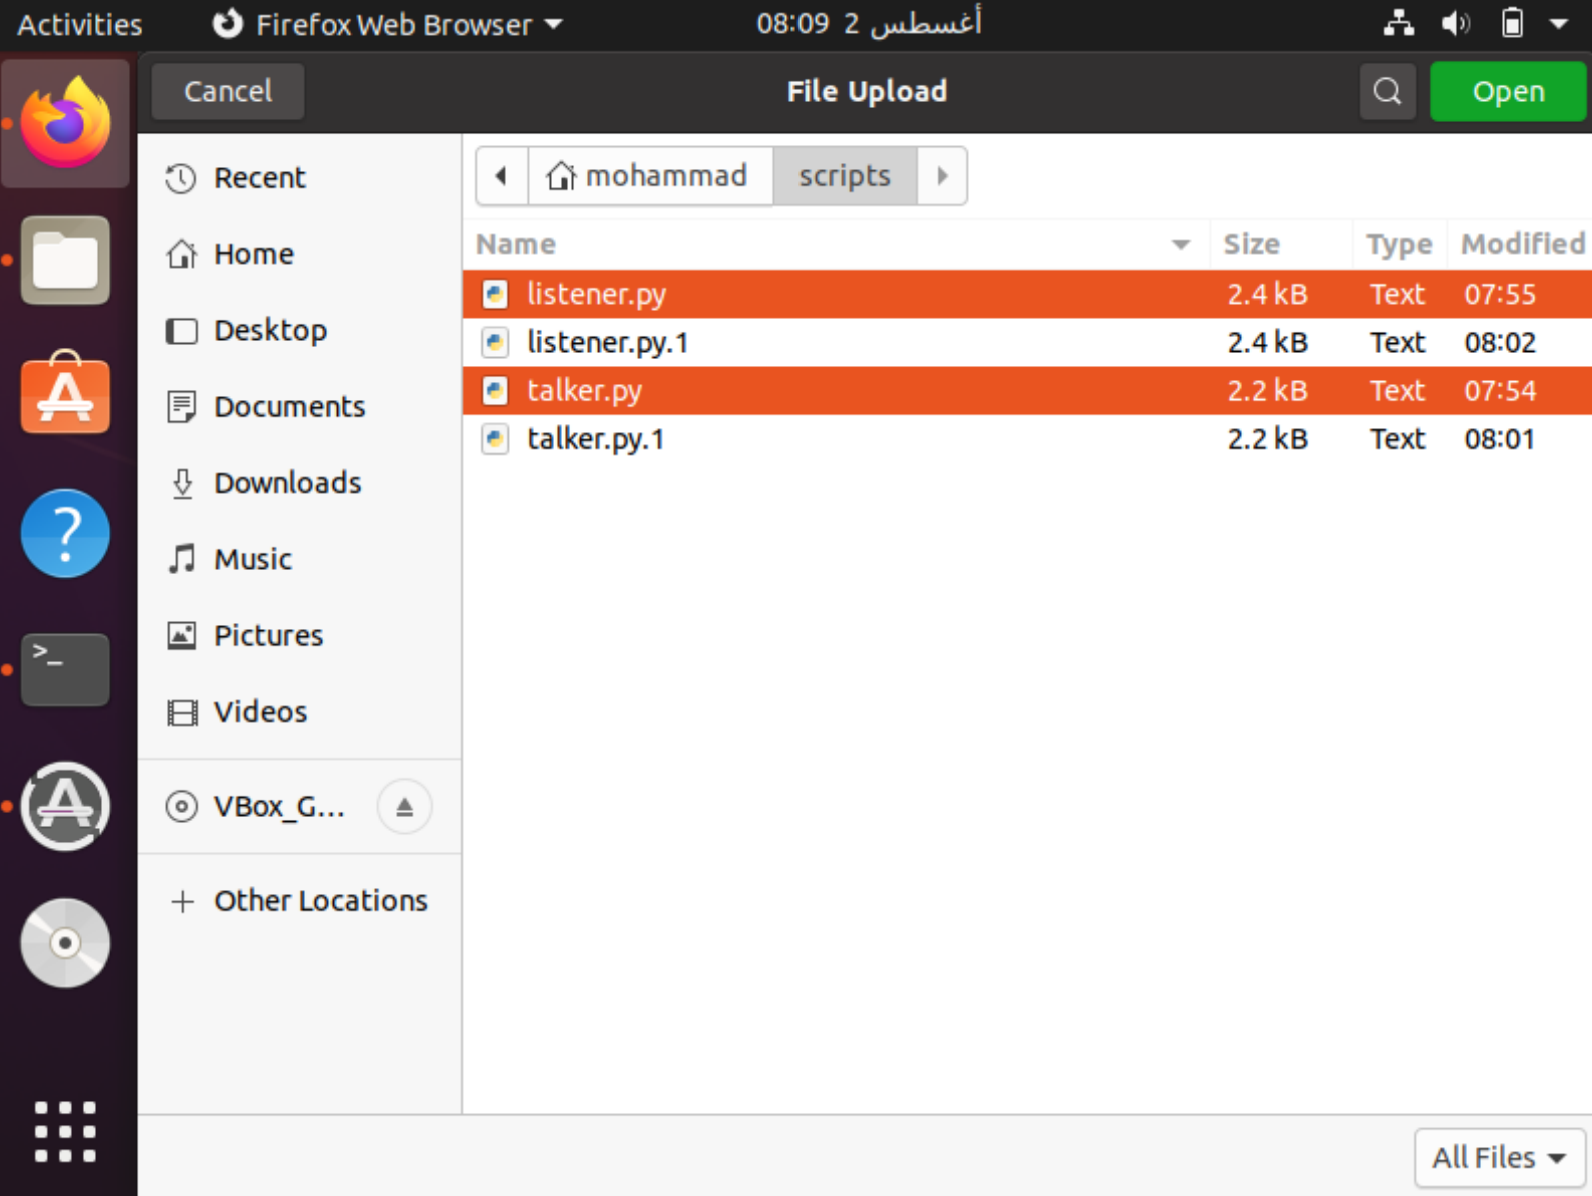 Activities Firefox Web Browser 08:09 2 أغسطس
Cancel File Upload Open
Recent
Home
Desktop
Documents
Downloads
Music
Pictures
Videos
VBox_G...
Other Locations
mohammad scripts
Name Size Type Modified
listener.py 2.4 kB Text 07:55
listener.py.1 2.4 kB Text 08:02
talker.py 2.2 kB Text 07:54
talker.py.1 2.2 kB Text 08:01
All Files